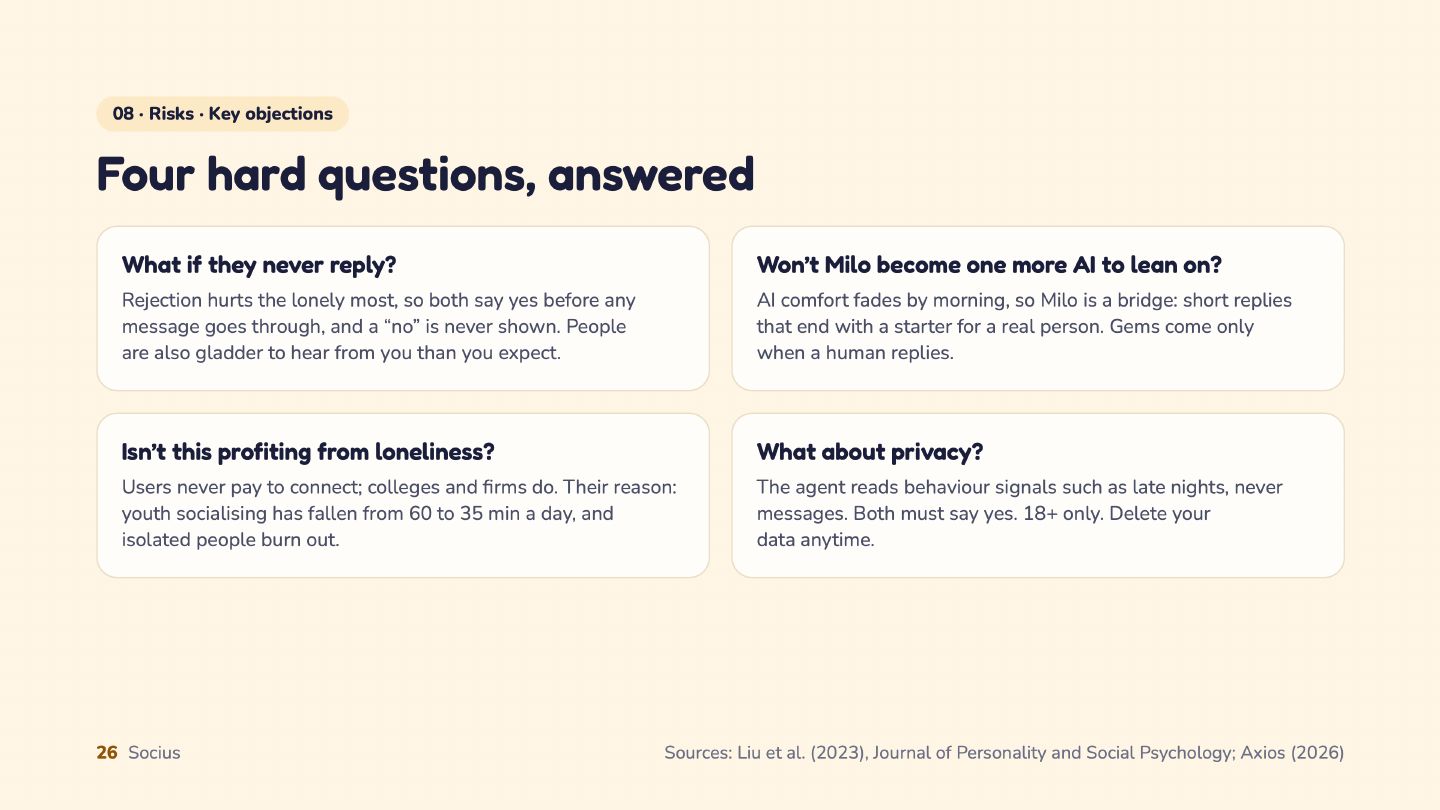 08 · Risks · Key objections
Four hard questions, answered
What if they never reply?
Rejection hurts the lonely most, so both say yes before any
message goes through, and a “no” is never shown. People
are also gladder to hear from you than you expect.
Won’t Milo become one more AI to lean on?
AI comfort fades by morning, so Milo is a bridge: short replies
that end with a starter for a real person. Gems come only
when a human replies.
Isn’t this profiting from loneliness?
Users never pay to connect; colleges and firms do. Their reason:
youth socialising has fallen from 60 to 35 min a day, and
isolated people burn out.
What about privacy?
The agent reads behaviour signals such as late nights, never
messages. Both must say yes. 18+ only. Delete your
data anytime.
26 Socius
Sources: Liu et al. (2023), Journal of Personality and Social Psychology; Axios (2026)